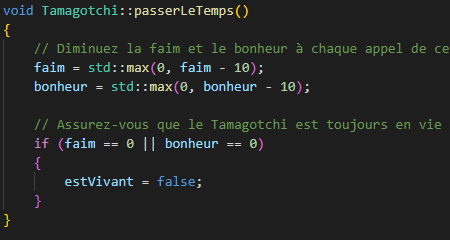 void Tamagotchi::passerLeTemps()
{
// Diminuez la faim et le bonheur à chaque appel de ce
faim = std::max(0, faim - 10);
bonheur = std::max(0, bonheur - 10);
// Assurez-vous que le Tamagotchi est toujours en vie
if (faim == 0 || bonheur == 0)
{
estVivant = false;
}
}